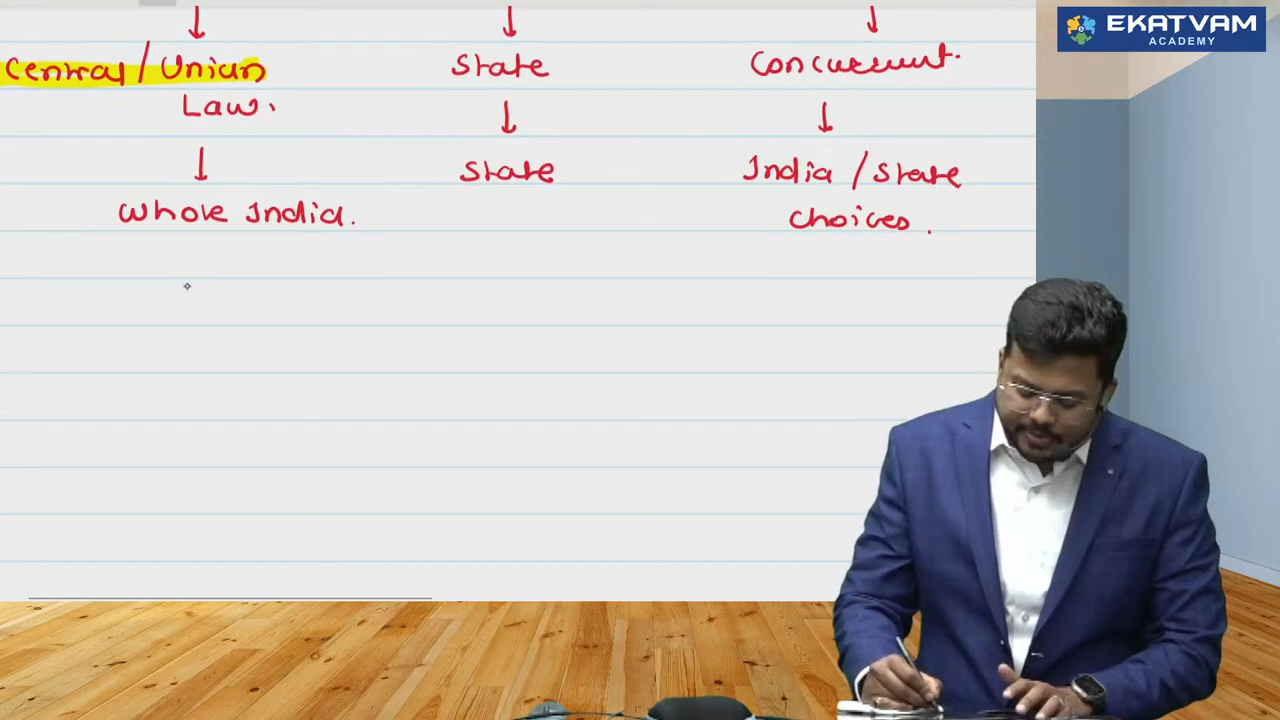 EKATVAM
ACADEMY
Central / Union
Law.
Whole India.
State
State
Concurrent.
India / State
Choices.